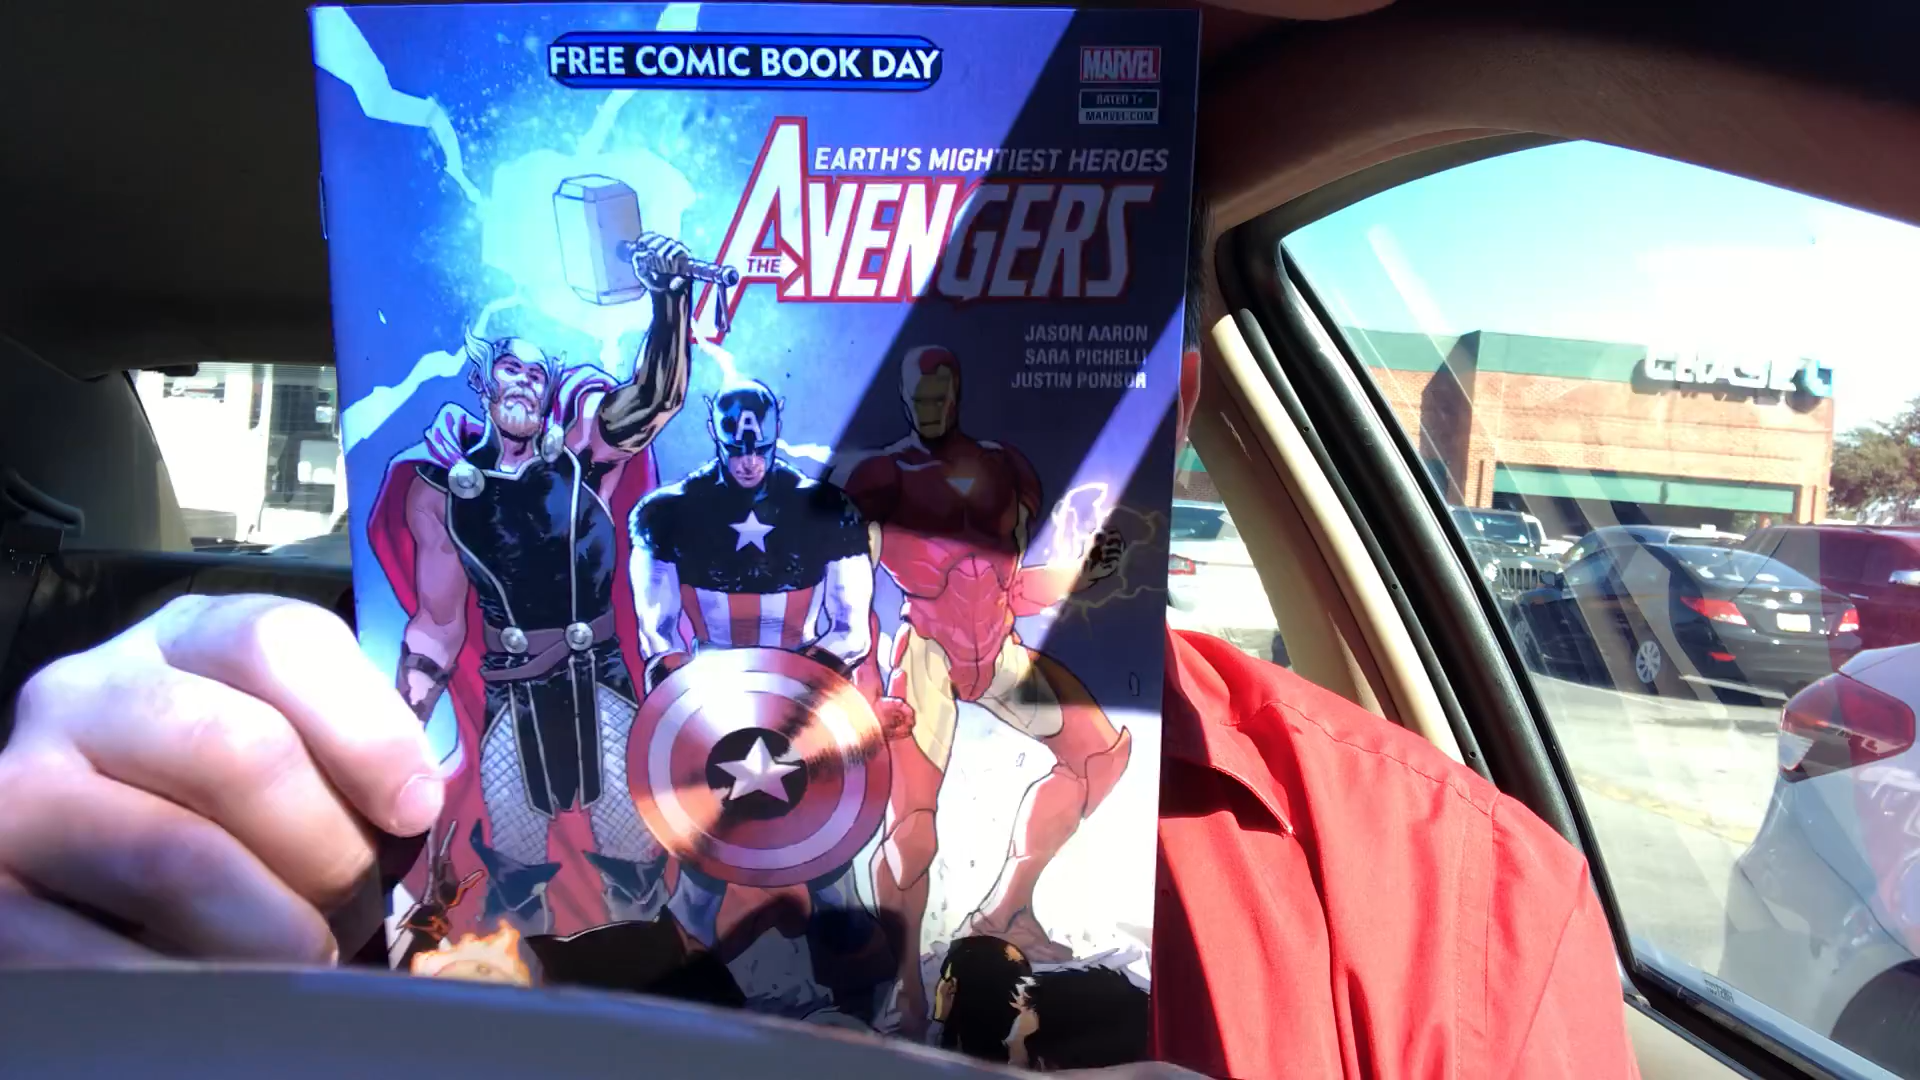 FREE COMIC BOOK DAY
MARVEL
RATED T+
MARVEL.COM
EARTH'S MIGHTIEST HEROES
THE AVENGERS
JASON AARON
SARA PICHELLI
JUSTIN PONSOR
A
CHASE